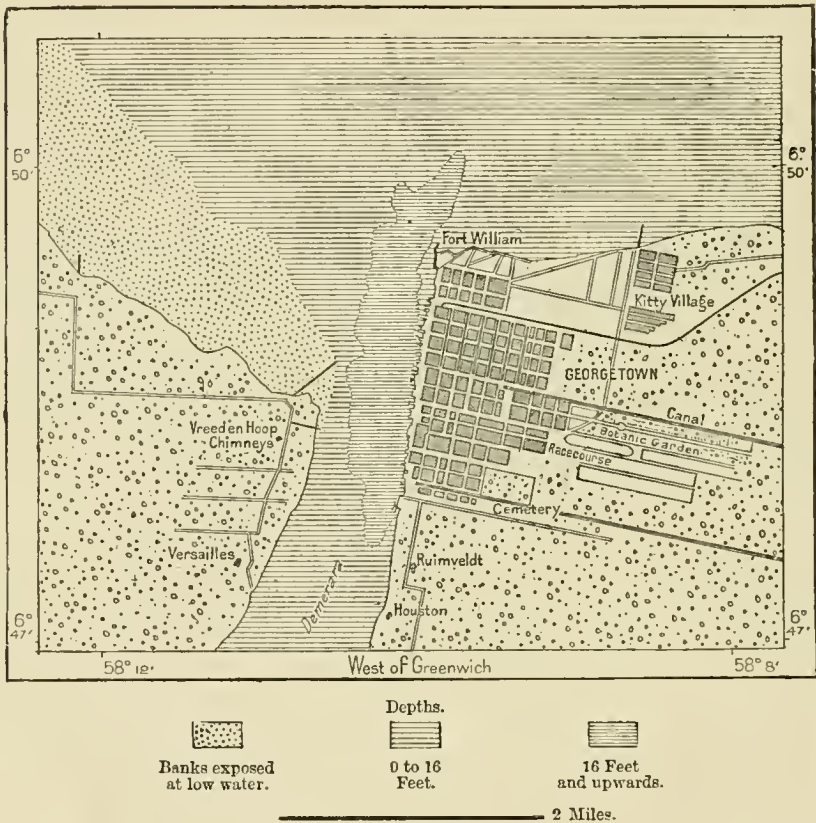 6°
50'
6°
50'
Fort William
Kitty Village
GEORGETOWN
Canal
Vreed en Hoop
Chimneys
Botanic Garden
Racecourse
Cemetery
Versailles
Ruimveldt
Demerara
Houston
6°
47'
6°
47'
58° 12'
West of Greenwich
58° 8'
Depths.
Banks exposed
at low water.
0 to 16
Feet.
16 Feet
and upwards.
2 Miles.